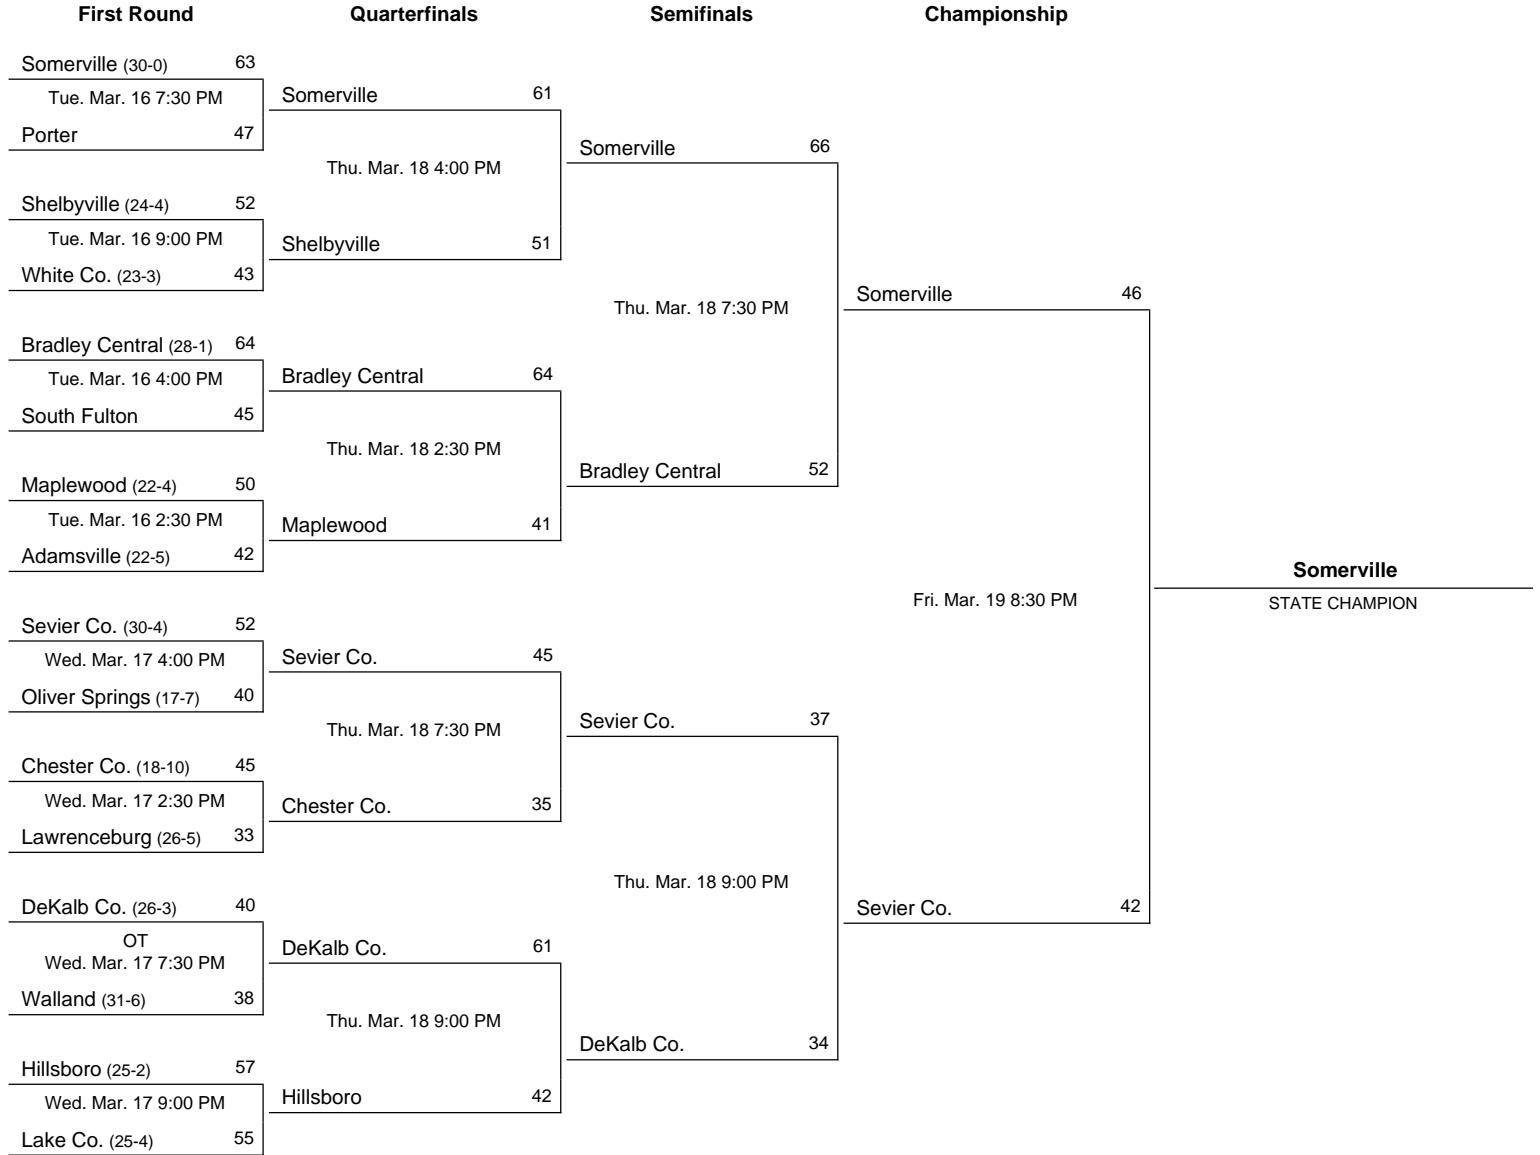 First Round Quarterfinals Semifinals Championship
Somerville (30-0) 63
Tue. Mar. 16 7:30 PM
Porter 47
Shelbyville (24-4) 52
Tue. Mar. 16 9:00 PM
White Co. (23-3) 43
Bradley Central (28-1) 64
Tue. Mar. 16 4:00 PM
South Fulton 45
Maplewood (22-4) 50
Tue. Mar. 16 2:30 PM
Adamsville (22-5) 42
Sevier Co. (30-4) 52
Wed. Mar. 17 4:00 PM
Oliver Springs (17-7) 40
Chester Co. (18-10) 45
Wed. Mar. 17 2:30 PM
Lawrenceburg (26-5) 33
DeKalb Co. (26-3) 40
OT
Wed. Mar. 17 7:30 PM
Walland (31-6) 38
Hillsboro (25-2) 57
Wed. Mar. 17 9:00 PM
Lake Co. (25-4) 55
Somerville 61
Thu. Mar. 18 4:00 PM
Shelbyville 51
Bradley Central 64
Thu. Mar. 18 2:30 PM
Maplewood 41
Sevier Co. 45
Thu. Mar. 18 7:30 PM
Chester Co. 35
DeKalb Co. 61
Thu. Mar. 18 9:00 PM
Hillsboro 42
Somerville 66
Thu. Mar. 18 7:30 PM
Bradley Central 52
Sevier Co. 37
Thu. Mar. 18 9:00 PM
DeKalb Co. 34
Somerville 46
Fri. Mar. 19 8:30 PM
Sevier Co. 42
Somerville
STATE CHAMPION